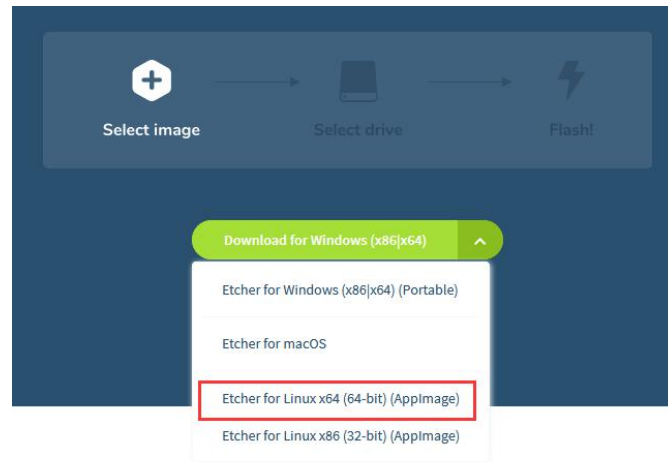 Select image
Select drive
Flash!
Download for Windows (x86|x64)
Etcher for Windows (x86|x64) (Portable)
Etcher for macOS
Etcher for Linux x64 (64-bit) (AppImage)
Etcher for Linux x86 (32-bit) (AppImage)